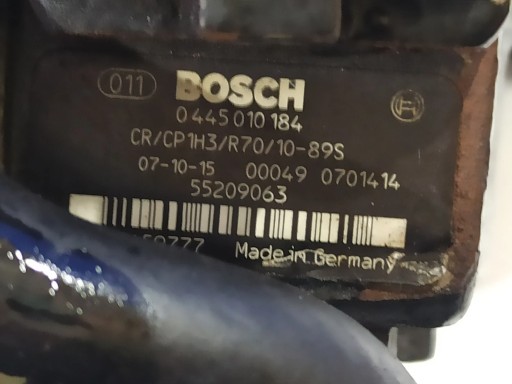 011 BOSCH
0 445 010 184
CR/CP1H3/R70/10-89S
07-10-15 00049 0701414
55209063
Made in Germany